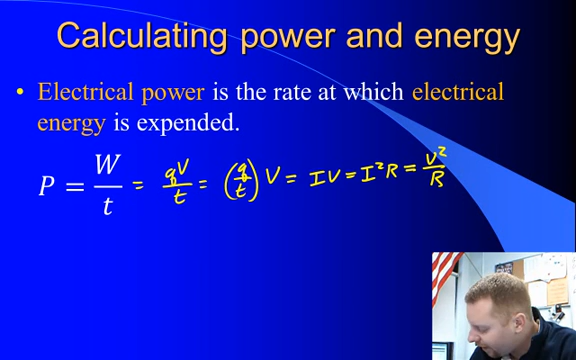 Calculating power and energy
• Electrical power is the rate at which electrical
energy is expended.
P = W/t = qV/t = (q/t) V = IV = I²R = V²/R